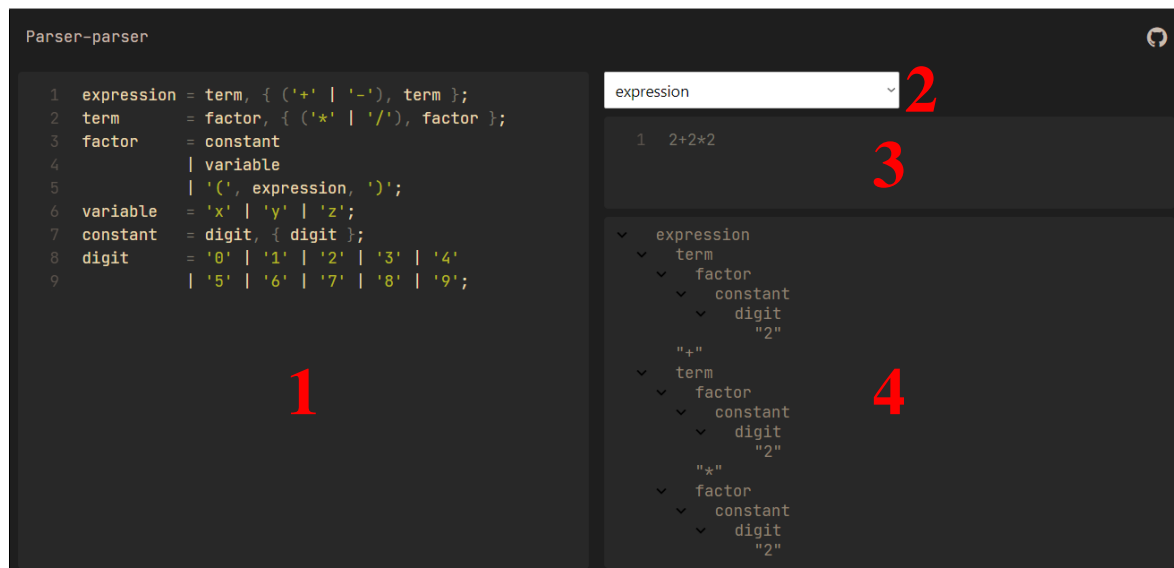 Parser-parser
1 expression = term, { ('+' | '-'), term };
2 term = factor, { ('*' | '/'), factor };
3 factor = constant
4 | variable
5 | '(', expression, ')';
6 variable = 'x' | 'y' | 'z';
7 constant = digit, { digit };
8 digit = '0' | '1' | '2' | '3' | '4'
9 | '5' | '6' | '7' | '8' | '9';
1
expression
2
1 2+2*2
3
expression
term
factor
constant
digit
"2"
"+"
term
factor
constant
digit
"2"
"*"
factor
constant
digit
"2"
4